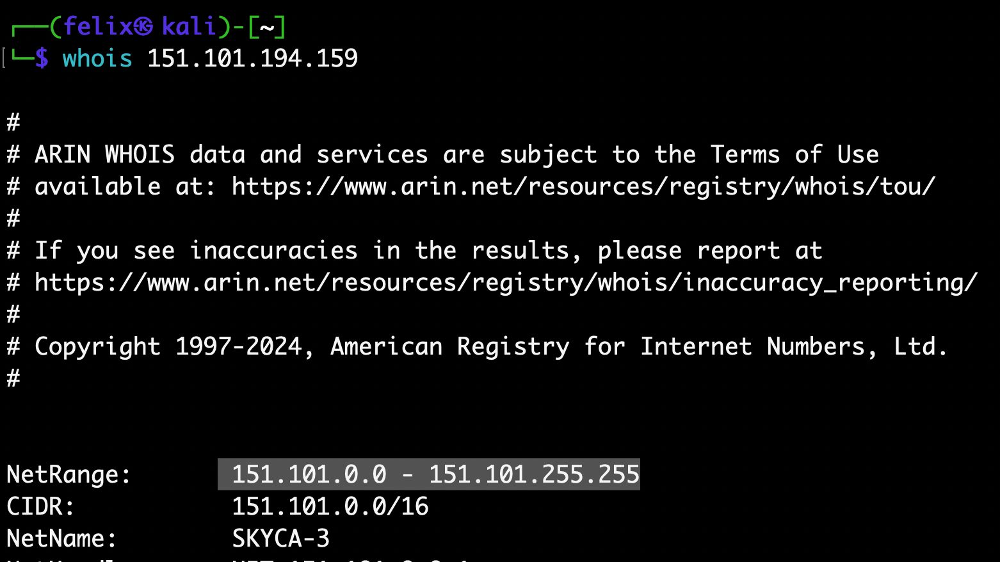 ┌──(felix㉿kali)-[~]
└─$ whois 151.101.194.159
#
# ARIN WHOIS data and services are subject to the Terms of Use
# available at: https://www.arin.net/resources/registry/whois/tou/
#
# If you see inaccuracies in the results, please report at
# https://www.arin.net/resources/registry/whois/inaccuracy_reporting/
#
# Copyright 1997-2024, American Registry for Internet Numbers, Ltd.
#
NetRange: 151.101.0.0 - 151.101.255.255
CIDR: 151.101.0.0/16
NetName: SKYCA-3